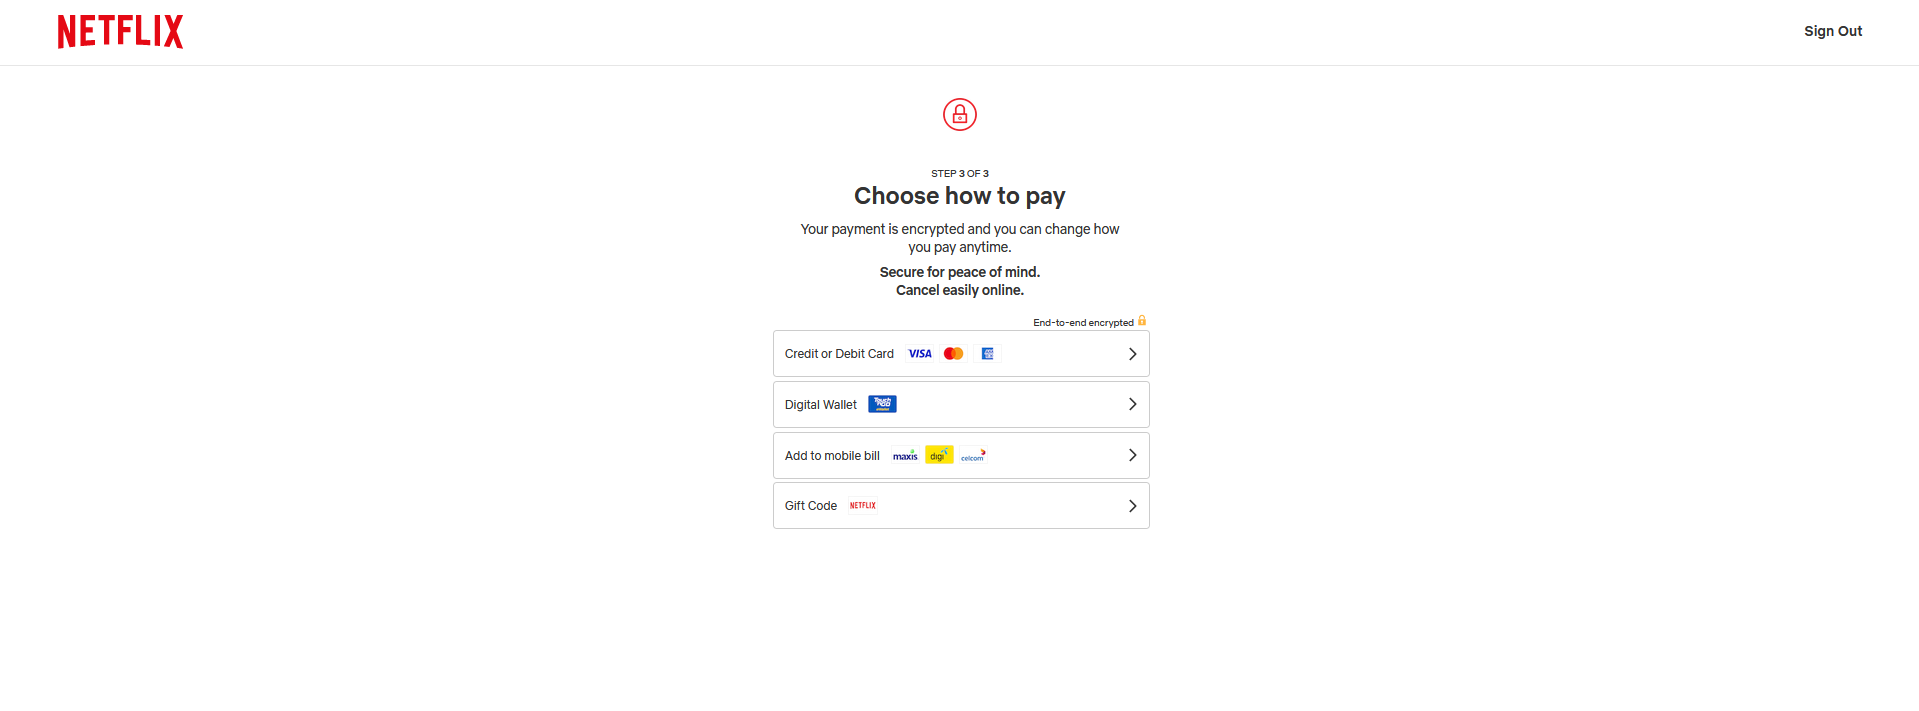 NETFLIX
Sign Out
STEP 3 OF 3
Choose how to pay
Your payment is encrypted and you can change how
you pay anytime.
Secure for peace of mind.
Cancel easily online.
End-to-end encrypted
Credit or Debit Card VISA
Digital Wallet Touch
Add to mobile bill maxis digi celcom
Gift Code NETFLIX